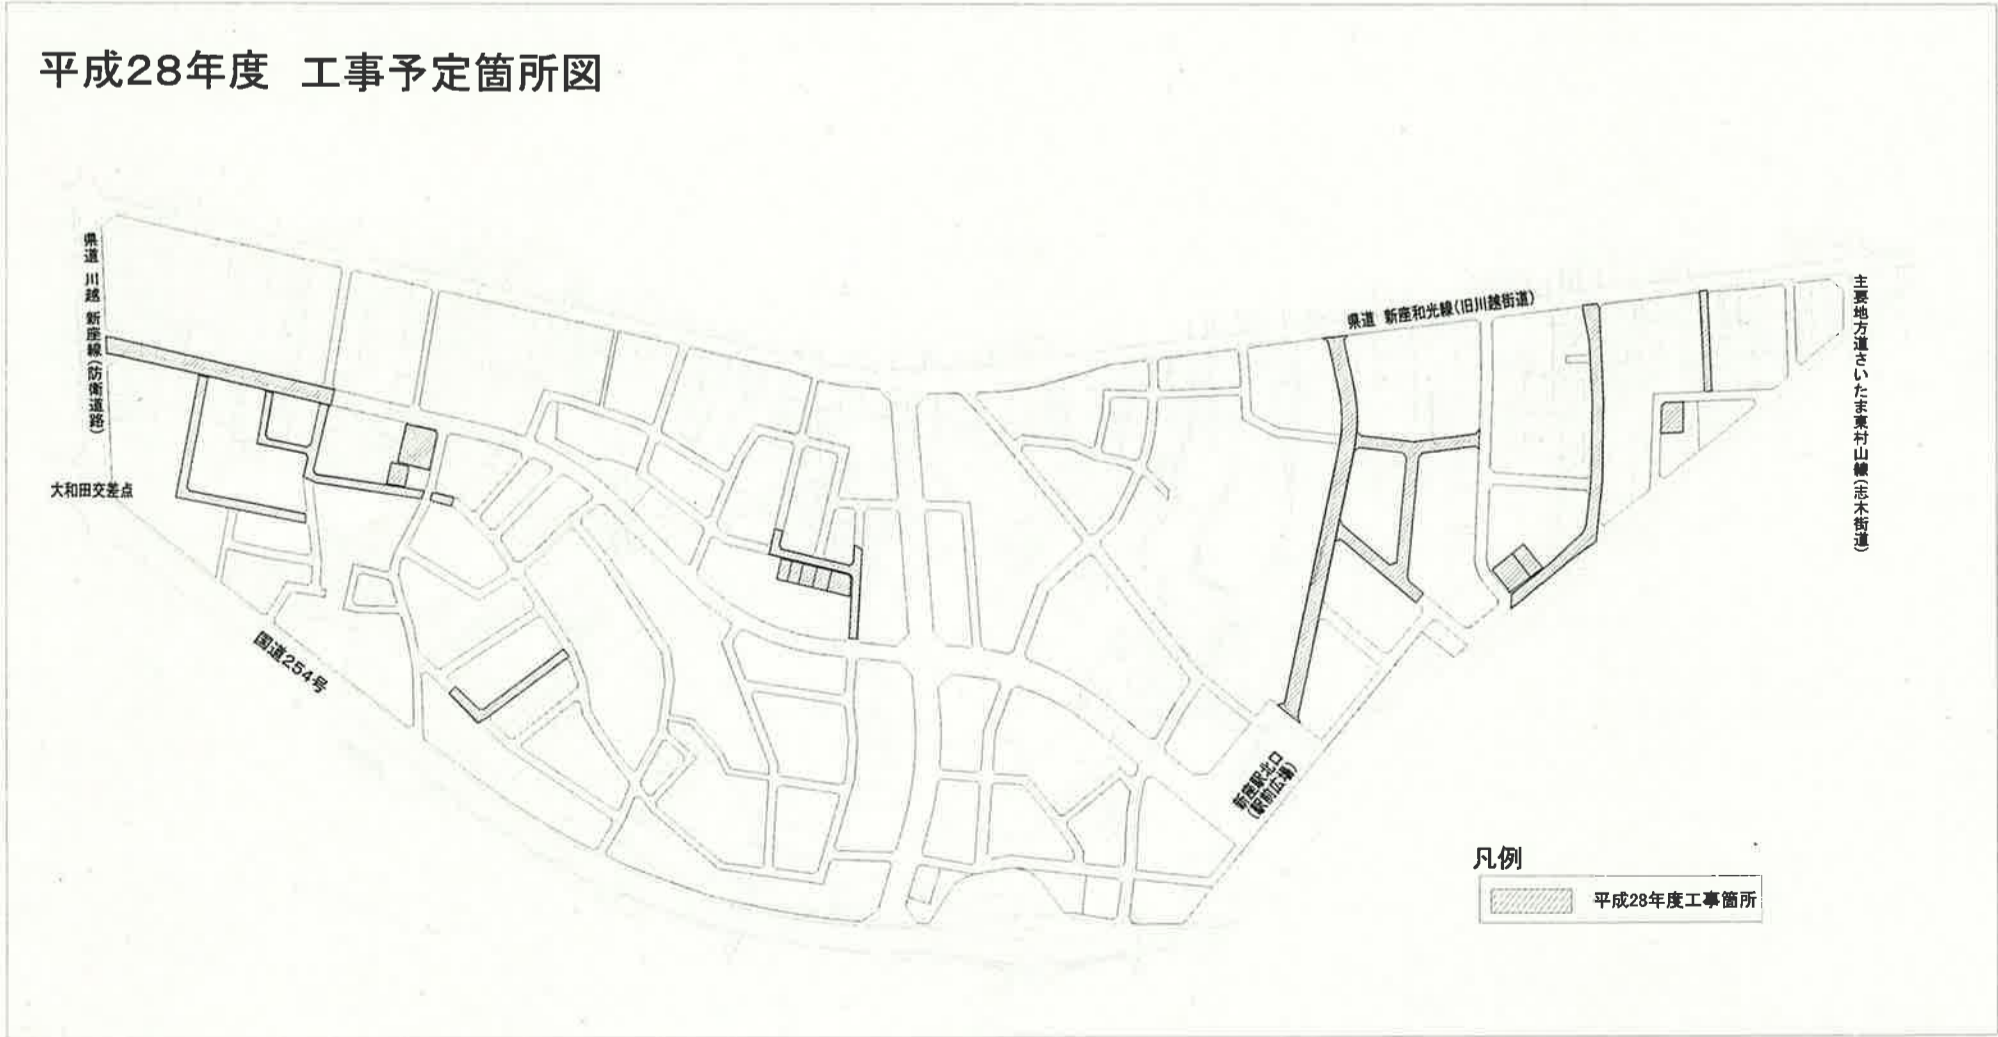 平成28年度 工事予定箇所図
県道 川越 新座線(防衛道路)
県道 新座和光線(旧川越街道)
主要地方道さいたま東村山線(志木街道)
大和田交差点
国道254号
新座駅北口
(駅前広場)
凡例
平成28年度工事箇所